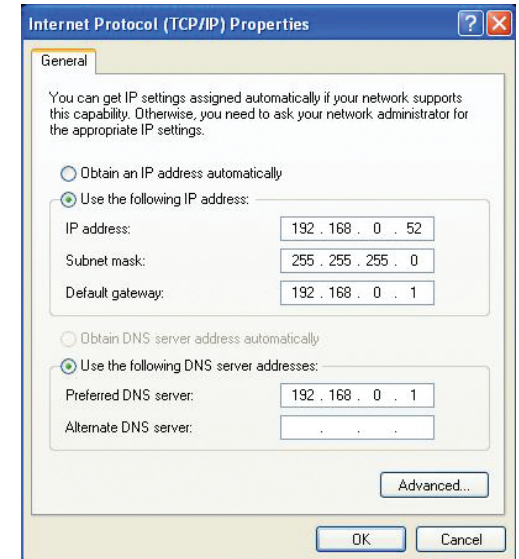 Internet Protocol (TCP/IP) Properties
General
You can get IP settings assigned automatically if your network supports
this capability. Otherwise, you need to ask your network administrator for
the appropriate IP settings.
Obtain an IP address automatically
Use the following IP address:
IP address: 192 . 168 . 0 . 52
Subnet mask: 255 . 255 . 255 . 0
Default gateway: 192 . 168 . 0 . 1
Obtain DNS server address automatically
Use the following DNS server addresses:
Preferred DNS server: 192 . 168 . 0 . 1
Alternate DNS server: . . .
Advanced...
OK Cancel